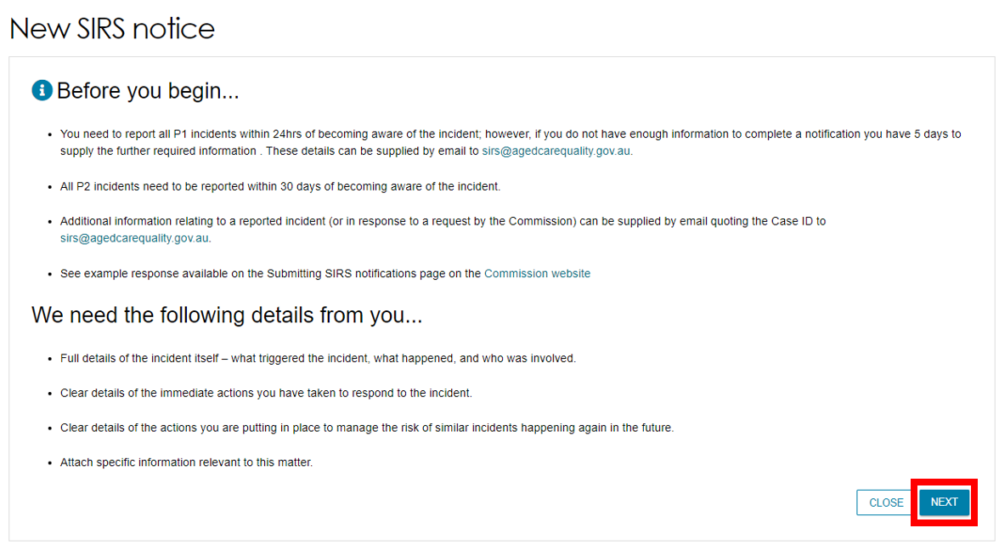 New SIRS notice
Before you begin...
• You need to report all P1 incidents within 24hrs of becoming aware of the incident; however, if you do not have enough information to complete a notification you have 5 days to
supply the further required information . These details can be supplied by email to sirs@agedcarequality.gov.au.
• All P2 incidents need to be reported within 30 days of becoming aware of the incident.
• Additional information relating to a reported incident (or in response to a request by the Commission) can be supplied by email quoting the Case ID to
sirs@agedcarequality.gov.au.
• See example response available on the Submitting SIRS notifications page on the Commission website
We need the following details from you...
• Full details of the incident itself – what triggered the incident, what happened, and who was involved.
• Clear details of the immediate actions you have taken to respond to the incident.
• Clear details of the actions you are putting in place to manage the risk of similar incidents happening again in the future.
• Attach specific information relevant to this matter.
CLOSE NEXT